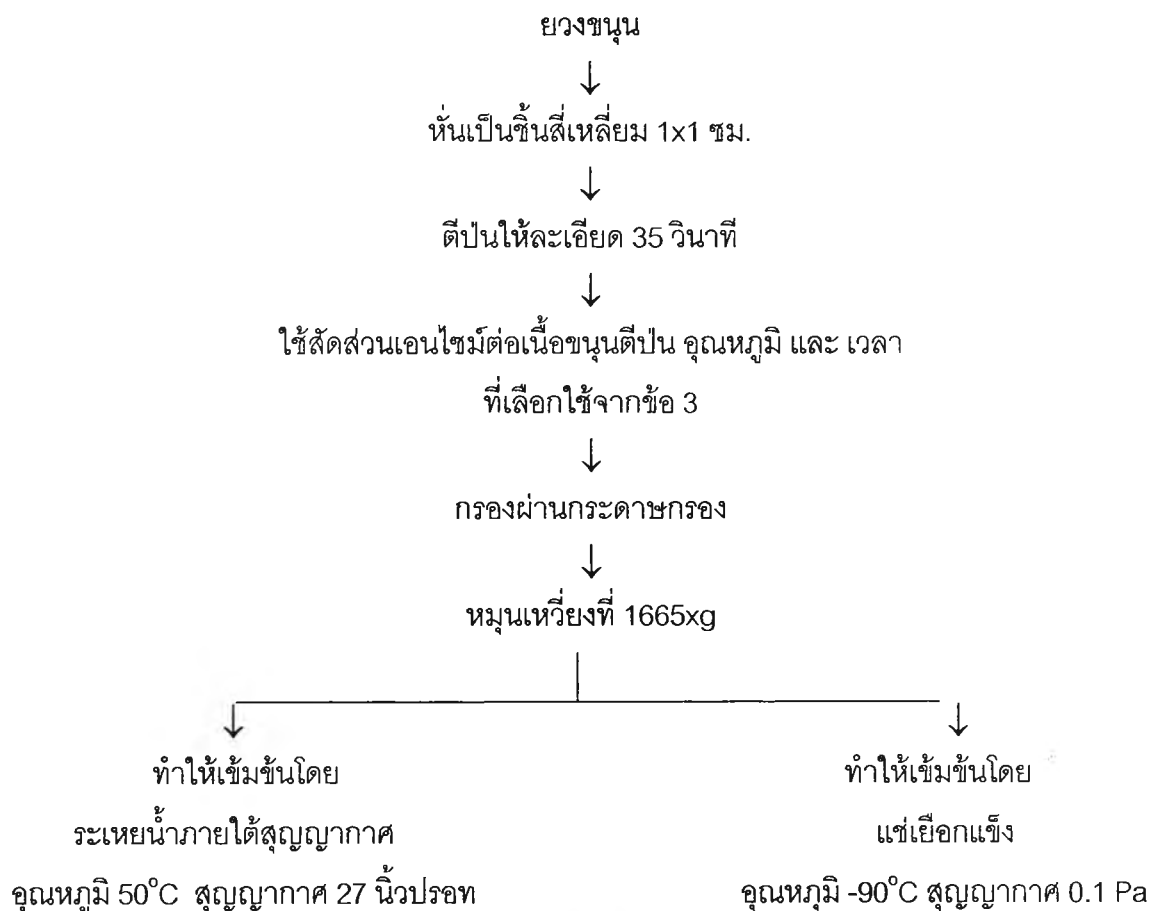 ยวงขนุน
↓
หั่นเป็นชิ้นสี่เหลี่ยม 1x1 ซม.
↓
ตีป่นให้ละเอียด 35 วินาที
↓
ใช้สัดส่วนเอนไซม์ต่อเนื้อขนุนตีป่น อุณหภูมิ และ เวลา
ที่เลือกใช้จากข้อ 3
↓
กรองผ่านกระดาษกรอง
↓
หมุนเหวี่ยงที่ 1665xg
↓ ↓
ทำให้เข้มข้นโดย
ระเหยน้ำภายใต้สุญญากาศ
อุณหภูมิ 50°C สุญญากาศ 27 นิ้วปรอท
ทำให้เข้มข้นโดย
แช่เยือกแข็ง
อุณหภูมิ -90°C สุญญากาศ 0.1 Pa